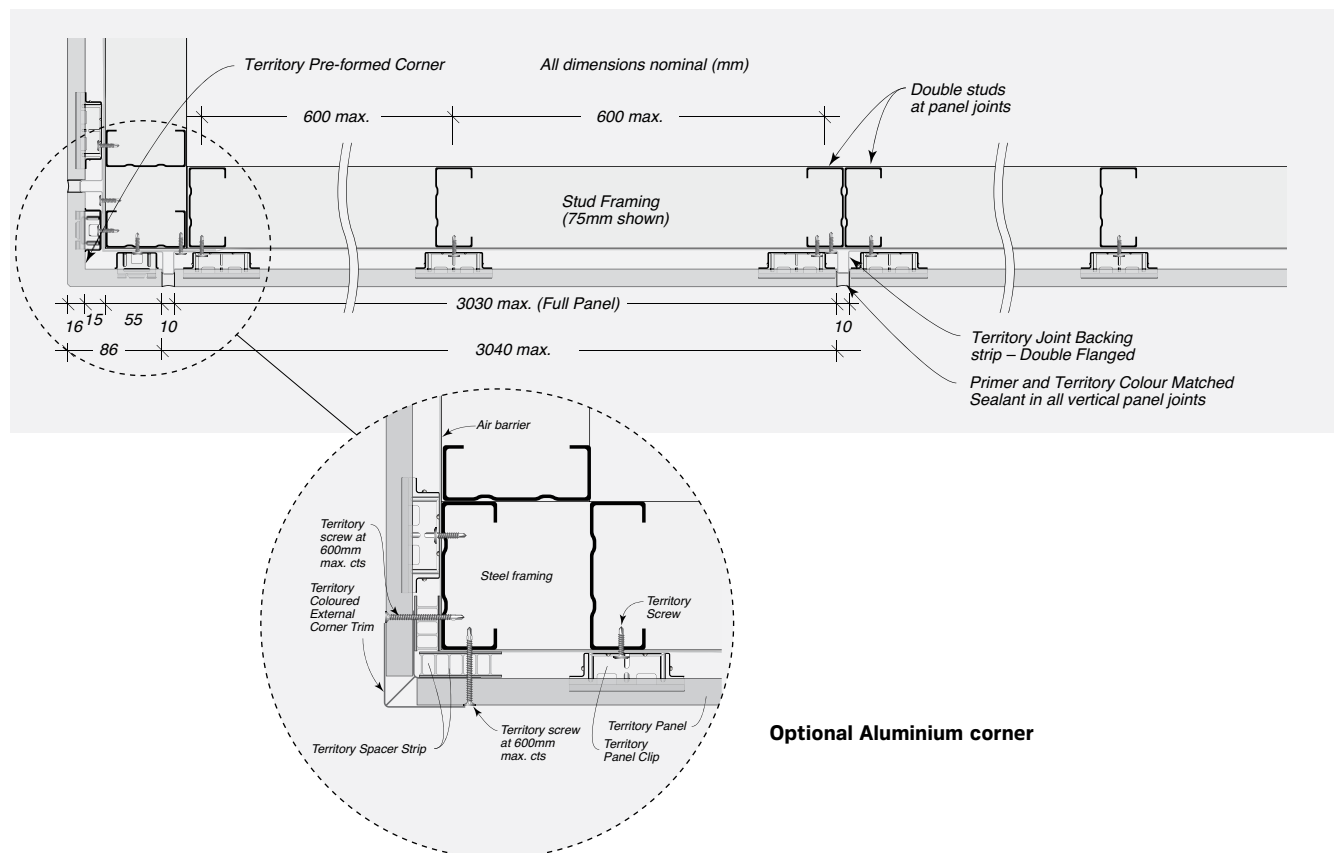 Territory Pre-formed Corner
All dimensions nominal (mm)
Double studs
at panel joints
600 max.
600 max.
Stud Framing
(75mm shown)
3030 max. (Full Panel)
16
15
55
10
10
86
3040 max.
Territory Joint Backing
strip – Double Flanged
Primer and Territory Colour Matched
Sealant in all vertical panel joints
Air barrier
Territory
screw at
600mm
max. cts
Territory
Coloured
External
Corner Trim
Steel framing
Territory
Screw
Territory Spacer Strip
Territory screw
at 600mm
max. cts
Territory Panel
Territory
Panel Clip
Optional Aluminium corner